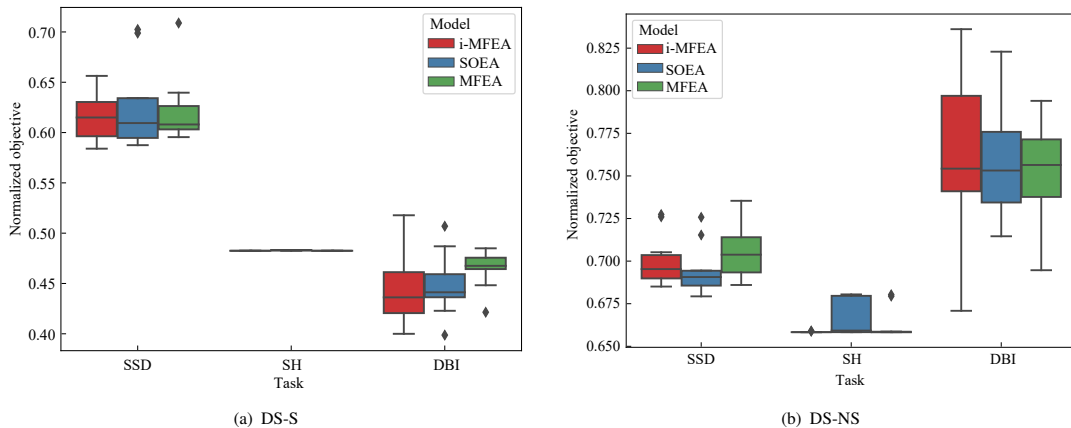 Model
i-MFEA
SOEA
MFEA
Normalized objective
0.70
0.65
0.60
0.55
0.50
0.45
0.40
SSD
SH
DBI
Task
(a) DS-S
Model
i-MFEA
SOEA
MFEA
Normalized objective
0.825
0.800
0.775
0.750
0.725
0.700
0.675
0.650
SSD
SH
DBI
Task
(b) DS-NS